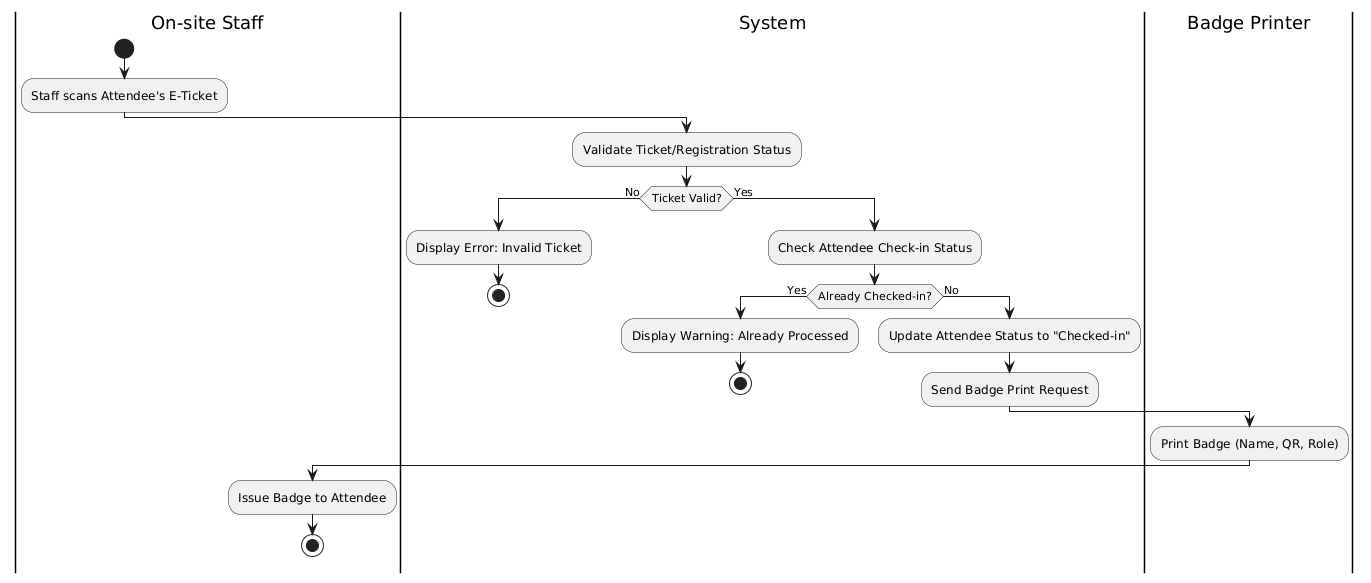 On-site Staff
System
Badge Printer
Staff scans Attendee's E-Ticket
Validate Ticket/Registration Status
No
Ticket Valid?
Yes
Display Error: Invalid Ticket
Check Attendee Check-in Status
Yes
Already Checked-in?
No
Display Warning: Already Processed
Update Attendee Status to "Checked-in"
Send Badge Print Request
Print Badge (Name, QR, Role)
Issue Badge to Attendee